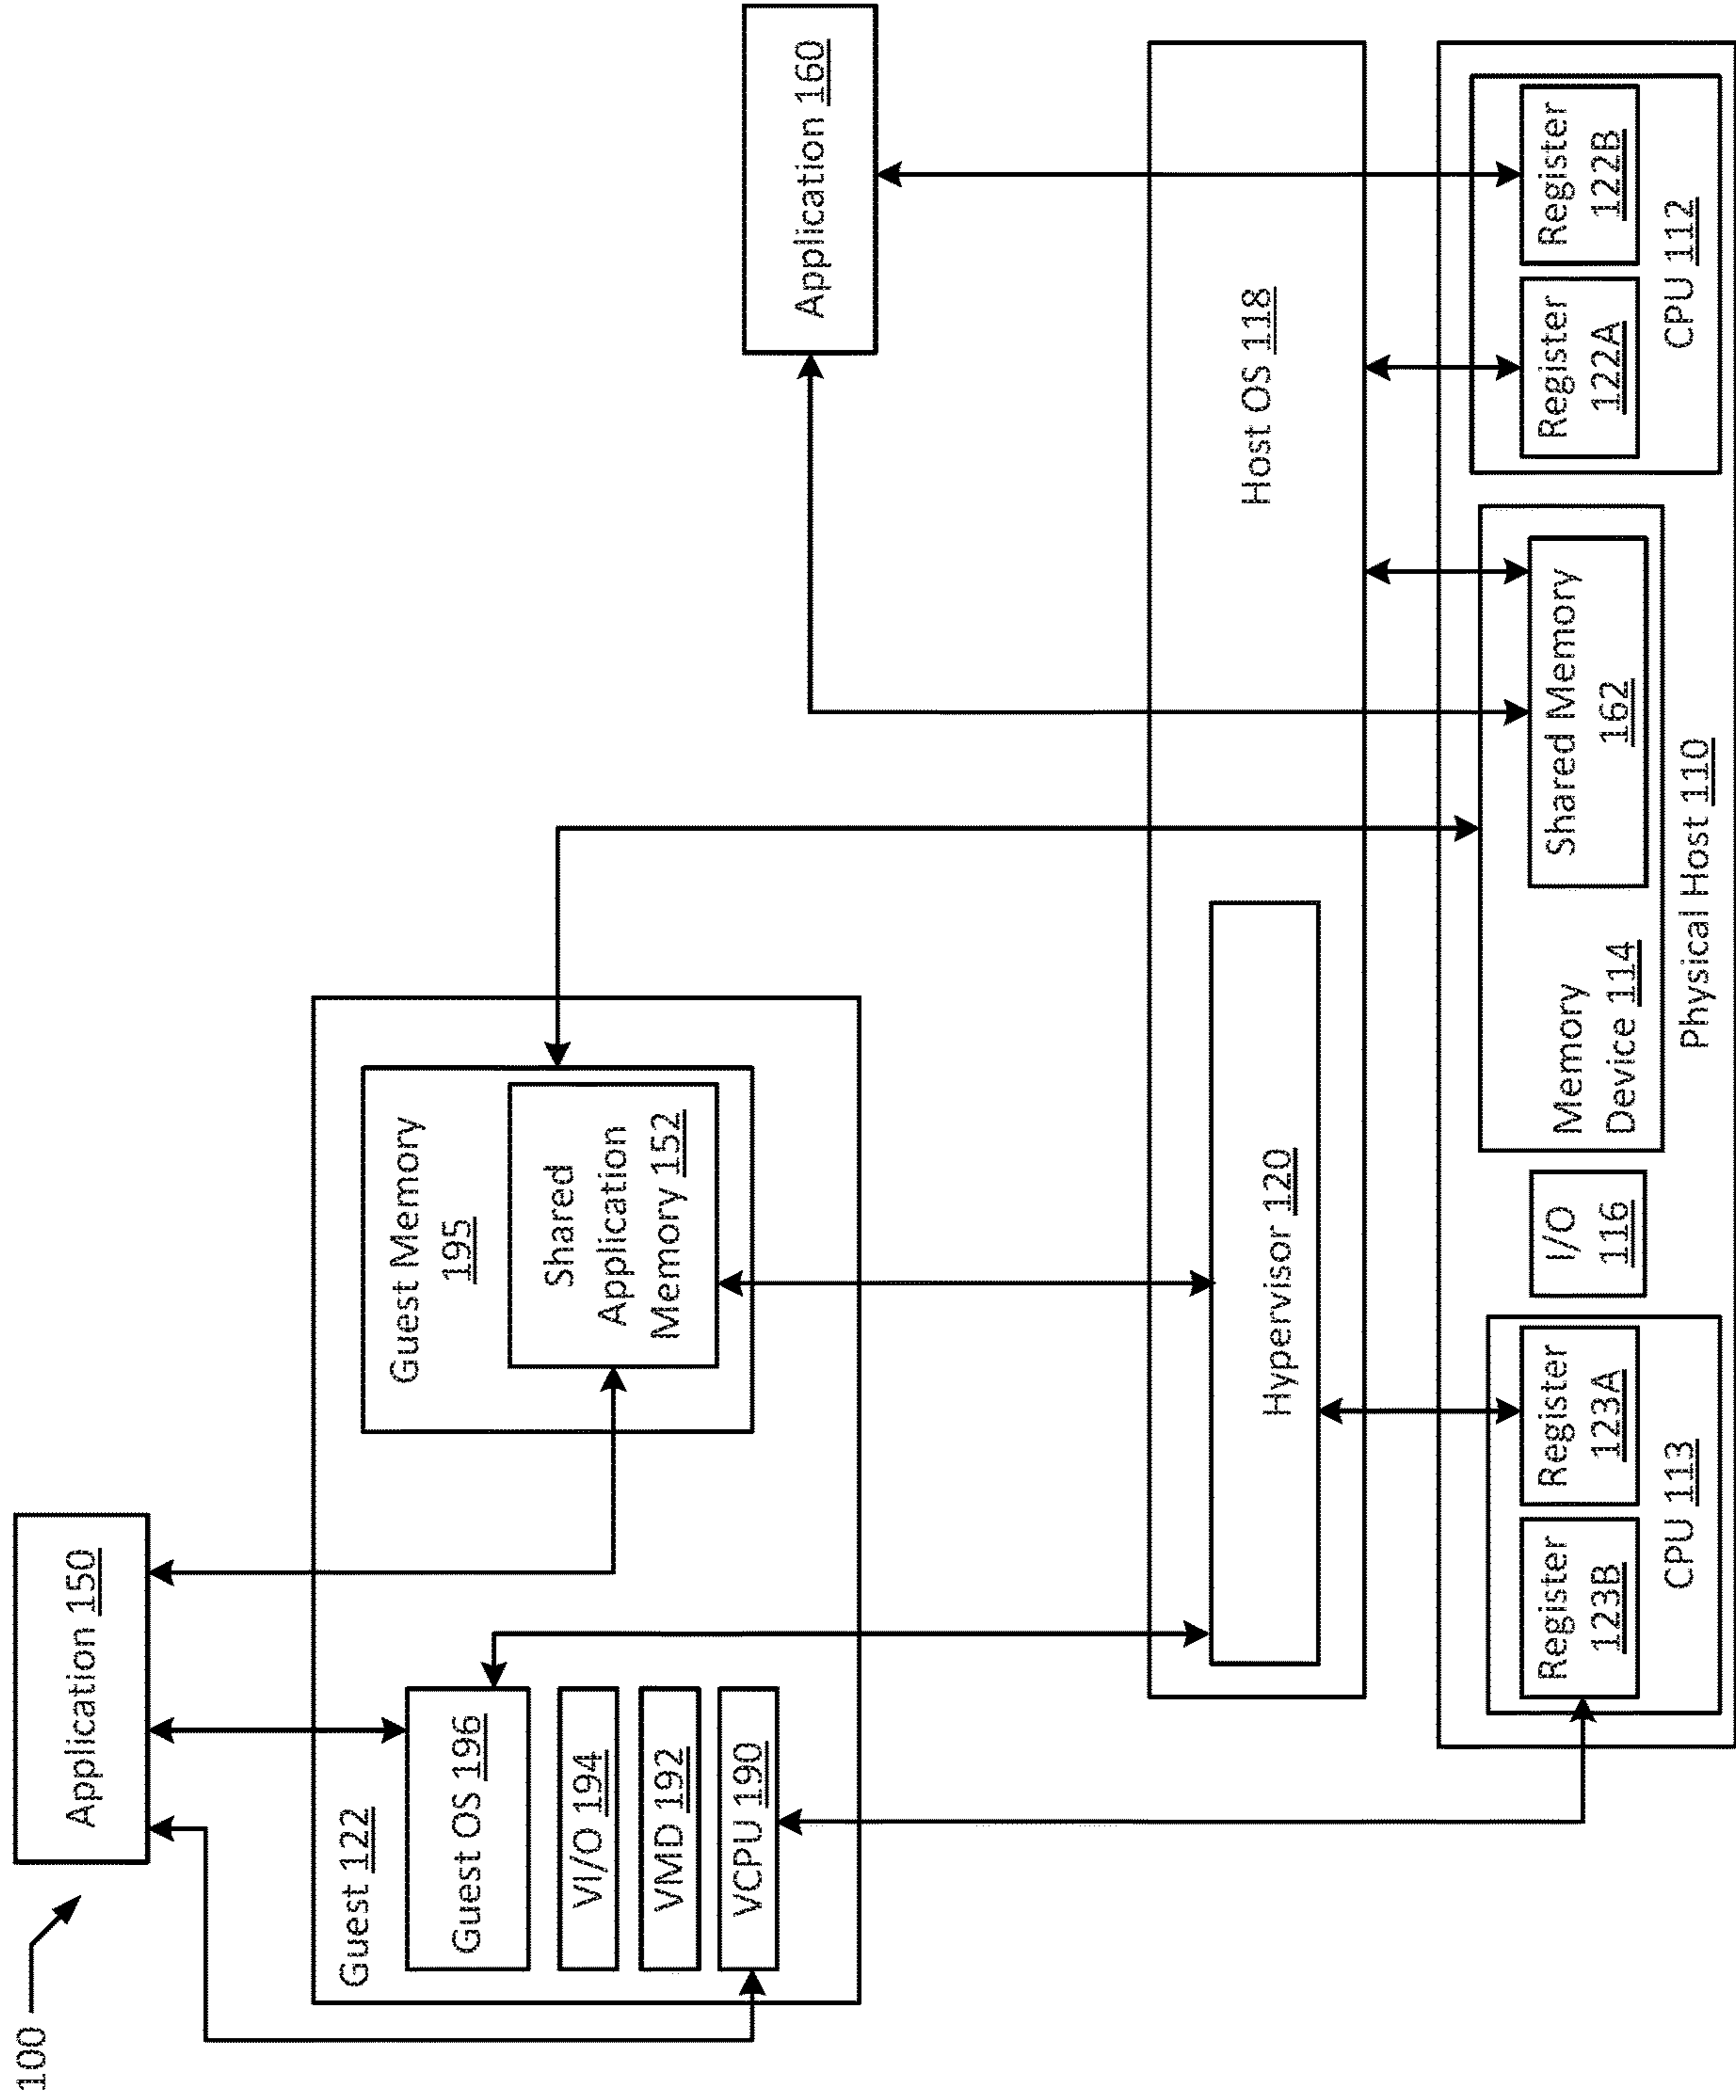 100
Application 150
Guest 122
Guest OS 196
VI/O 194
VMD 192
VCPU 190
Guest Memory
195
Shared
Application
Memory 152
Application 160
Host OS 118
Hypervisor 120
Register
123B
Register
123A
CPU 113
I/O
116
Memory
Device 114
Shared Memory
162
Register
122A
Register
122B
CPU 112
Physical Host 110